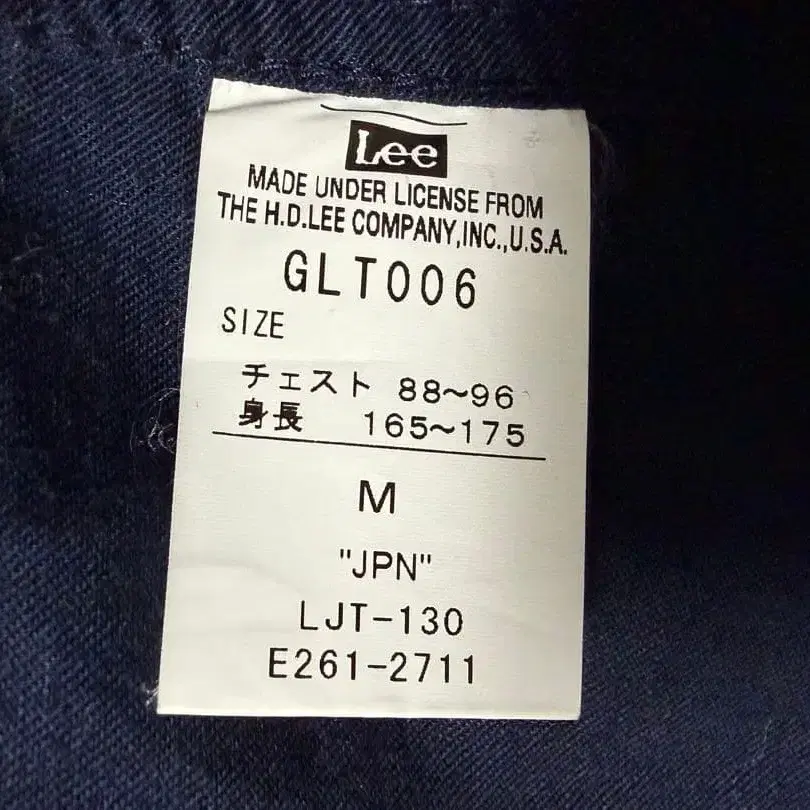 Lee
MADE UNDER LICENSE FROM
THE H.D.LEE COMPANY,INC.,U.S.A.
GLT006
SIZE
チェスト 88~96
身長 165~175
M
"JPN"
LJT-130
E261-2711